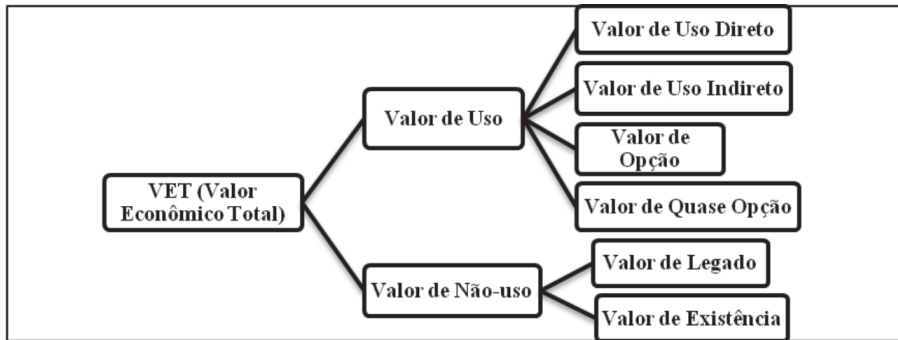 Valor de Uso Direto
Valor de Uso Indireto
Valor de Uso
Valor de
Opção
VET (Valor
Econômico Total)
Valor de Quase Opção
Valor de Legado
Valor de Não-uso
Valor de Existência